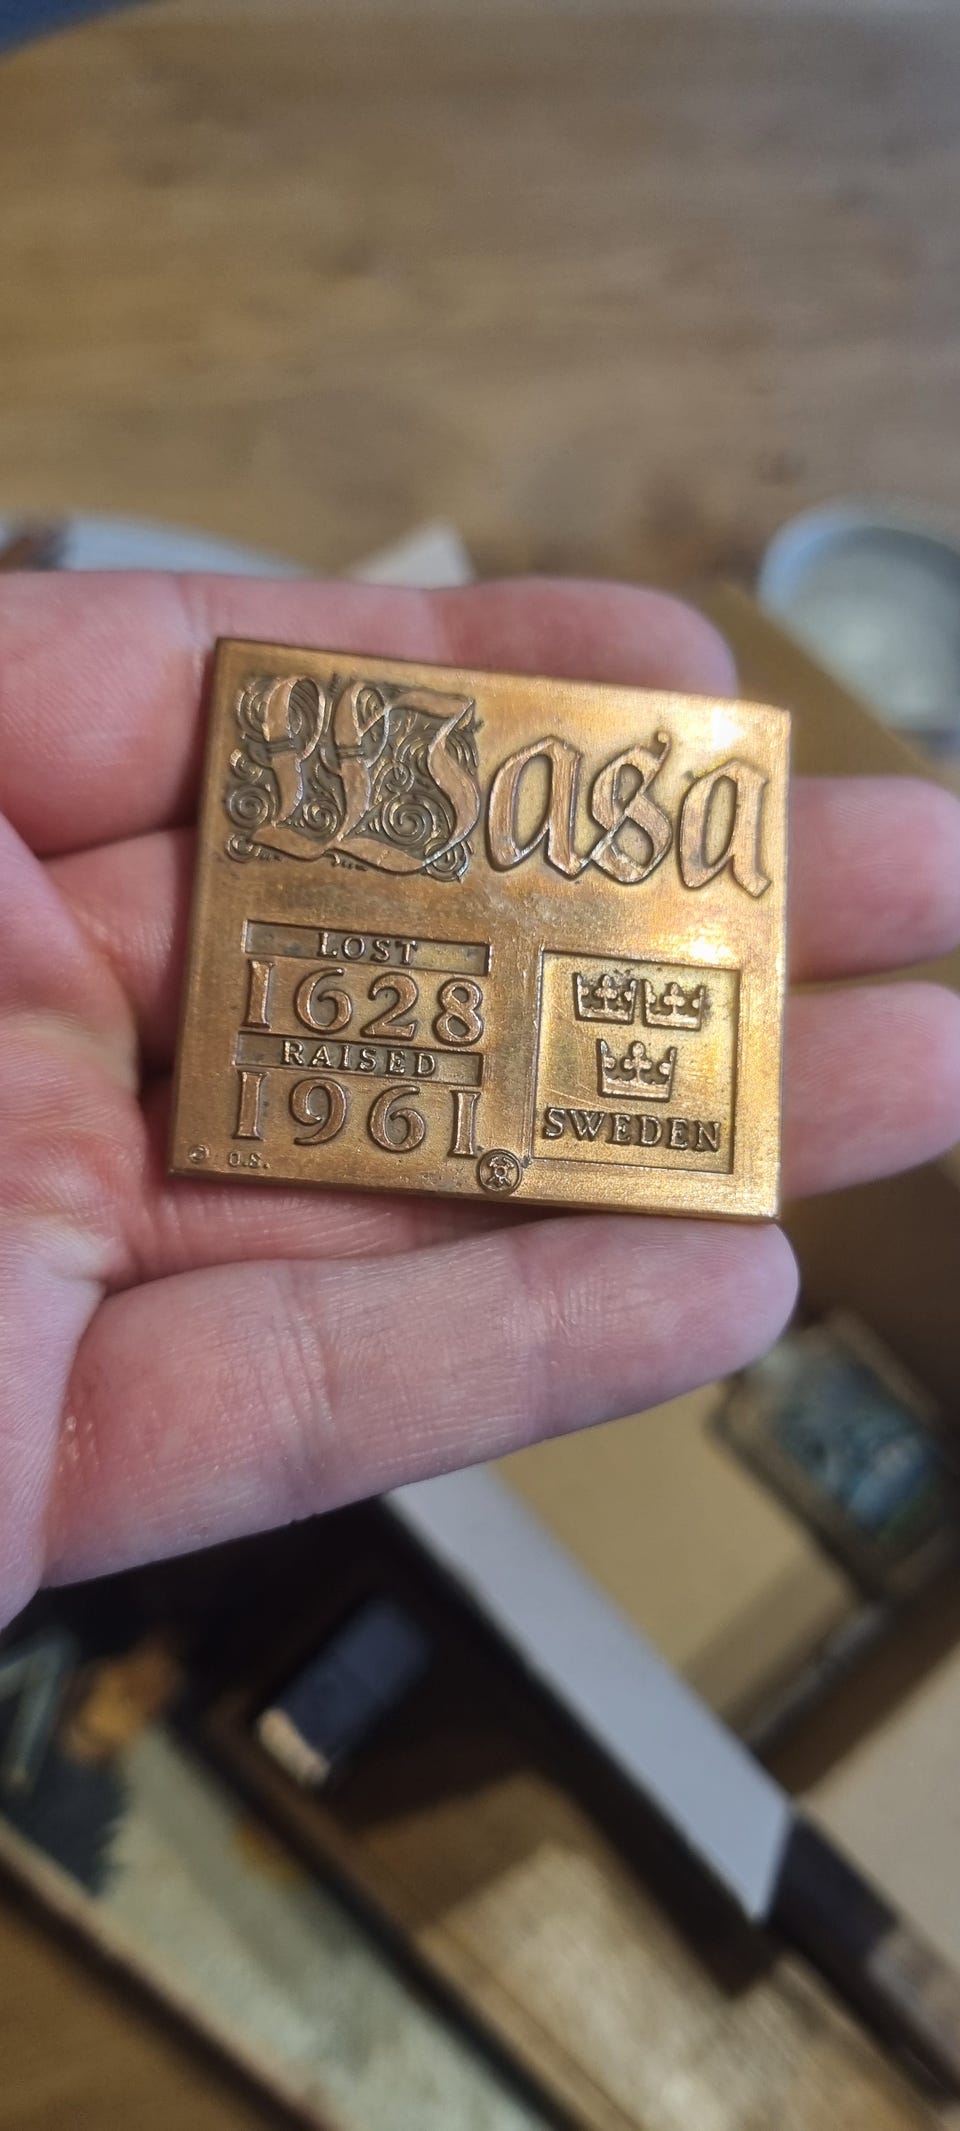 Wasa
LOST
1628
RAISED
1961
SWEDEN
© O.S.